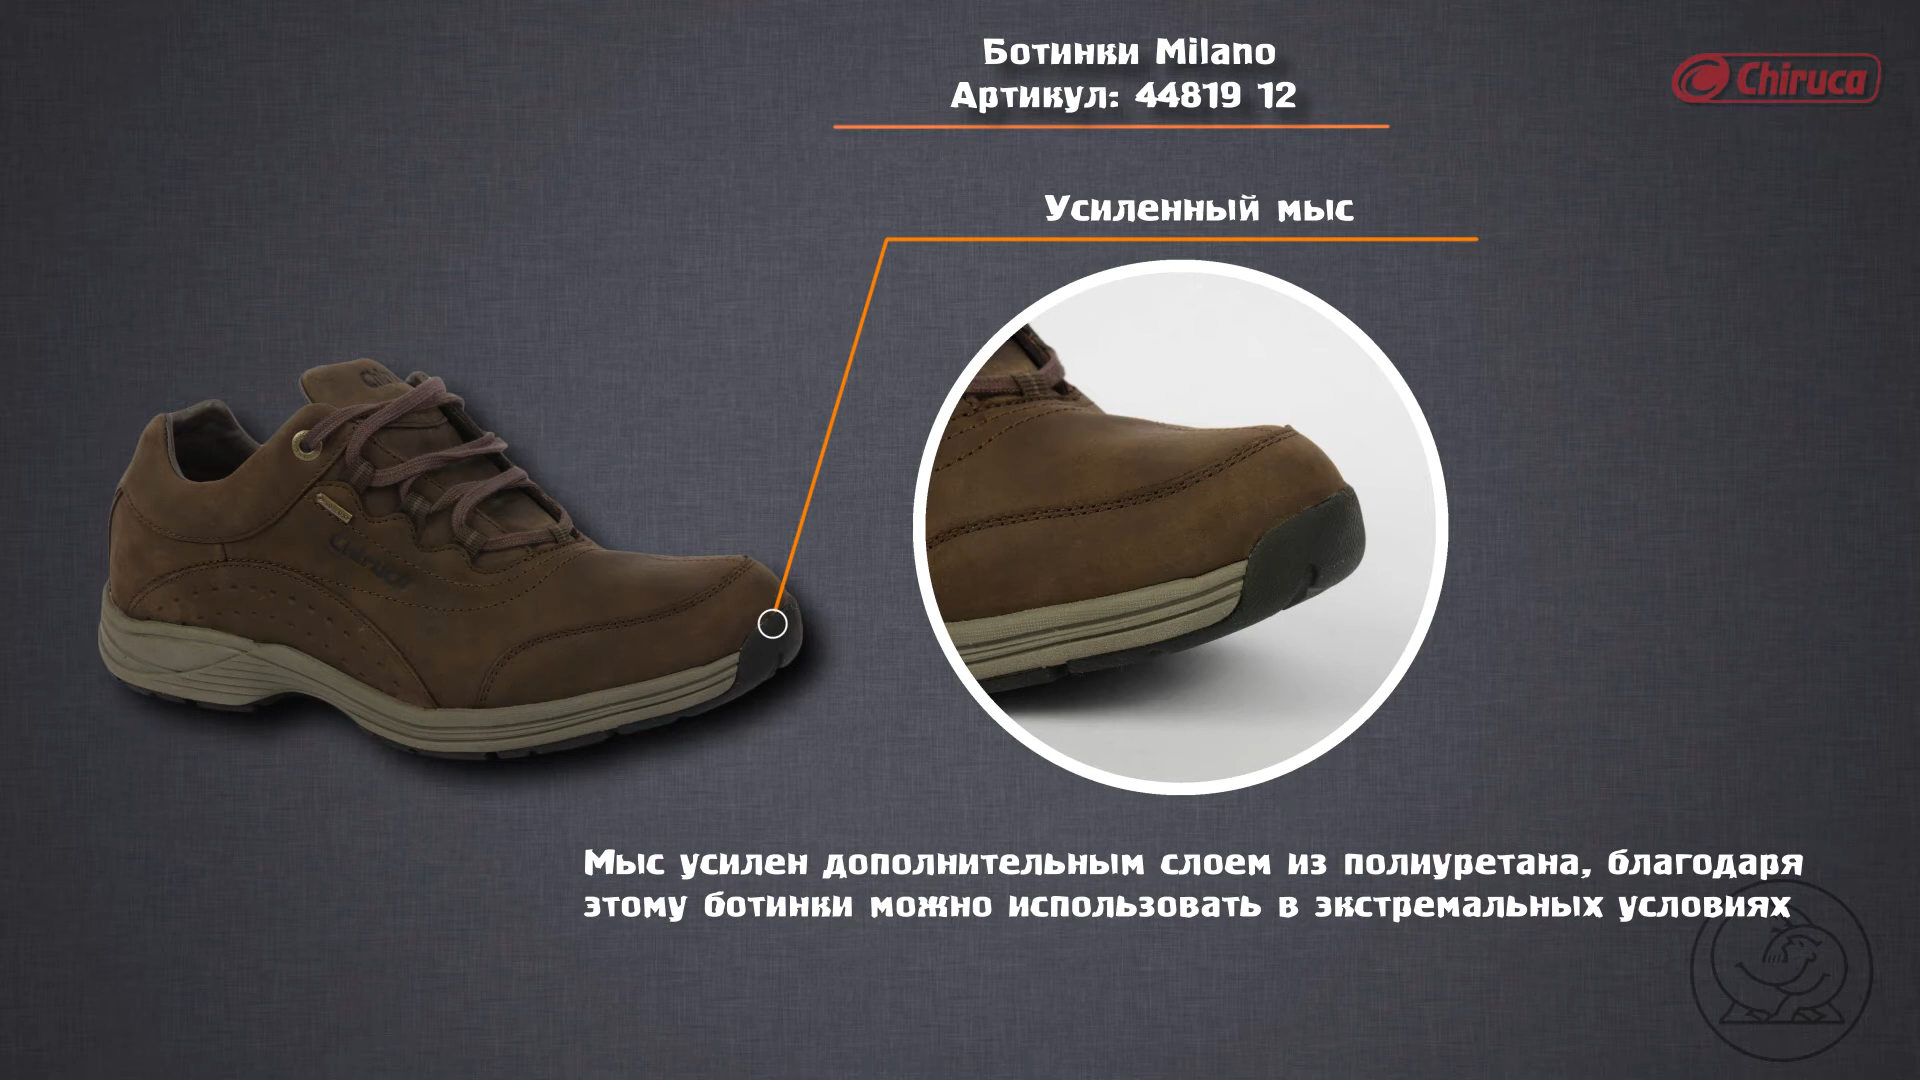 Ботинки Milano
Артикул: 44819 12
Chiruca
Усиленный мыс
Chiruca
Мыс усилен дополнительным слоем из полиуретана, благодаря
этому ботинки можно использовать в экстремальных условиях